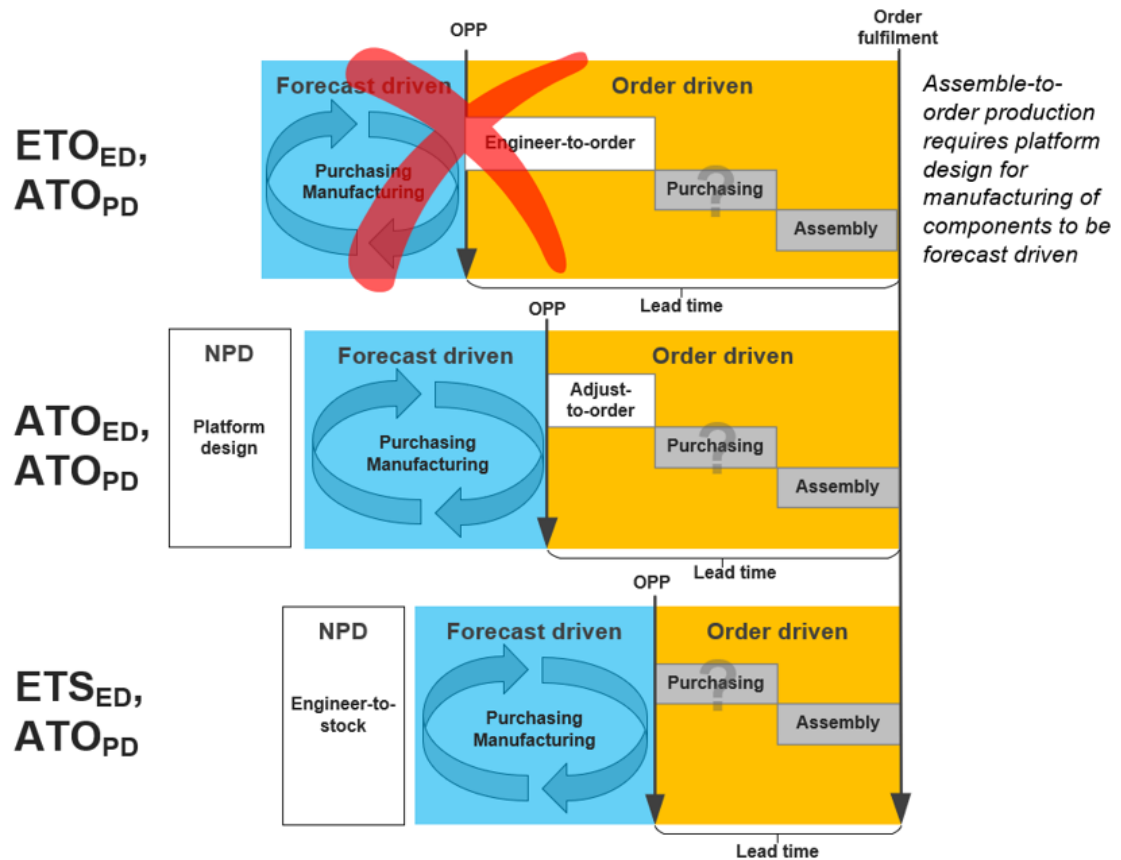 OPP
Order
fulfilment
Forecast driven
Order driven
Assemble-to-
order production
requires platform
design for
manufacturing of
components to be
forecast driven
ETOED,
ATOPD
Purchasing
Manufacturing
Engineer-to-order
?
Purchasing
Assembly
Lead time
OPP
NPD
Platform
design
Forecast driven
Order driven
ATOED,
ATOPD
Purchasing
Manufacturing
Adjust-
to-order
?
Purchasing
Assembly
Lead time
OPP
NPD
Engineer-to-
stock
Forecast driven
Order driven
ETSED,
ATOPD
Purchasing
Manufacturing
?
Purchasing
Assembly
Lead time